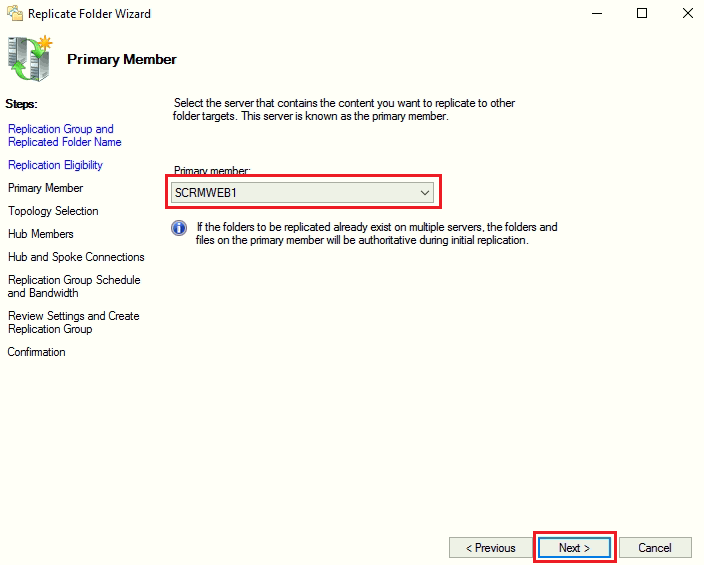 Replicate Folder Wizard
Primary Member
Steps:
Replication Group and
Replicated Folder Name
Replication Eligibility
Primary Member
Topology Selection
Hub Members
Hub and Spoke Connections
Replication Group Schedule
and Bandwidth
Review Settings and Create
Replication Group
Confirmation
Select the server that contains the content you want to replicate to other
folder targets. This server is known as the primary member.
Primary member:
SCRMWEB1
If the folders to be replicated already exist on multiple servers, the folders and
files on the primary member will be authoritative during initial replication.
< Previous
Next >
Cancel